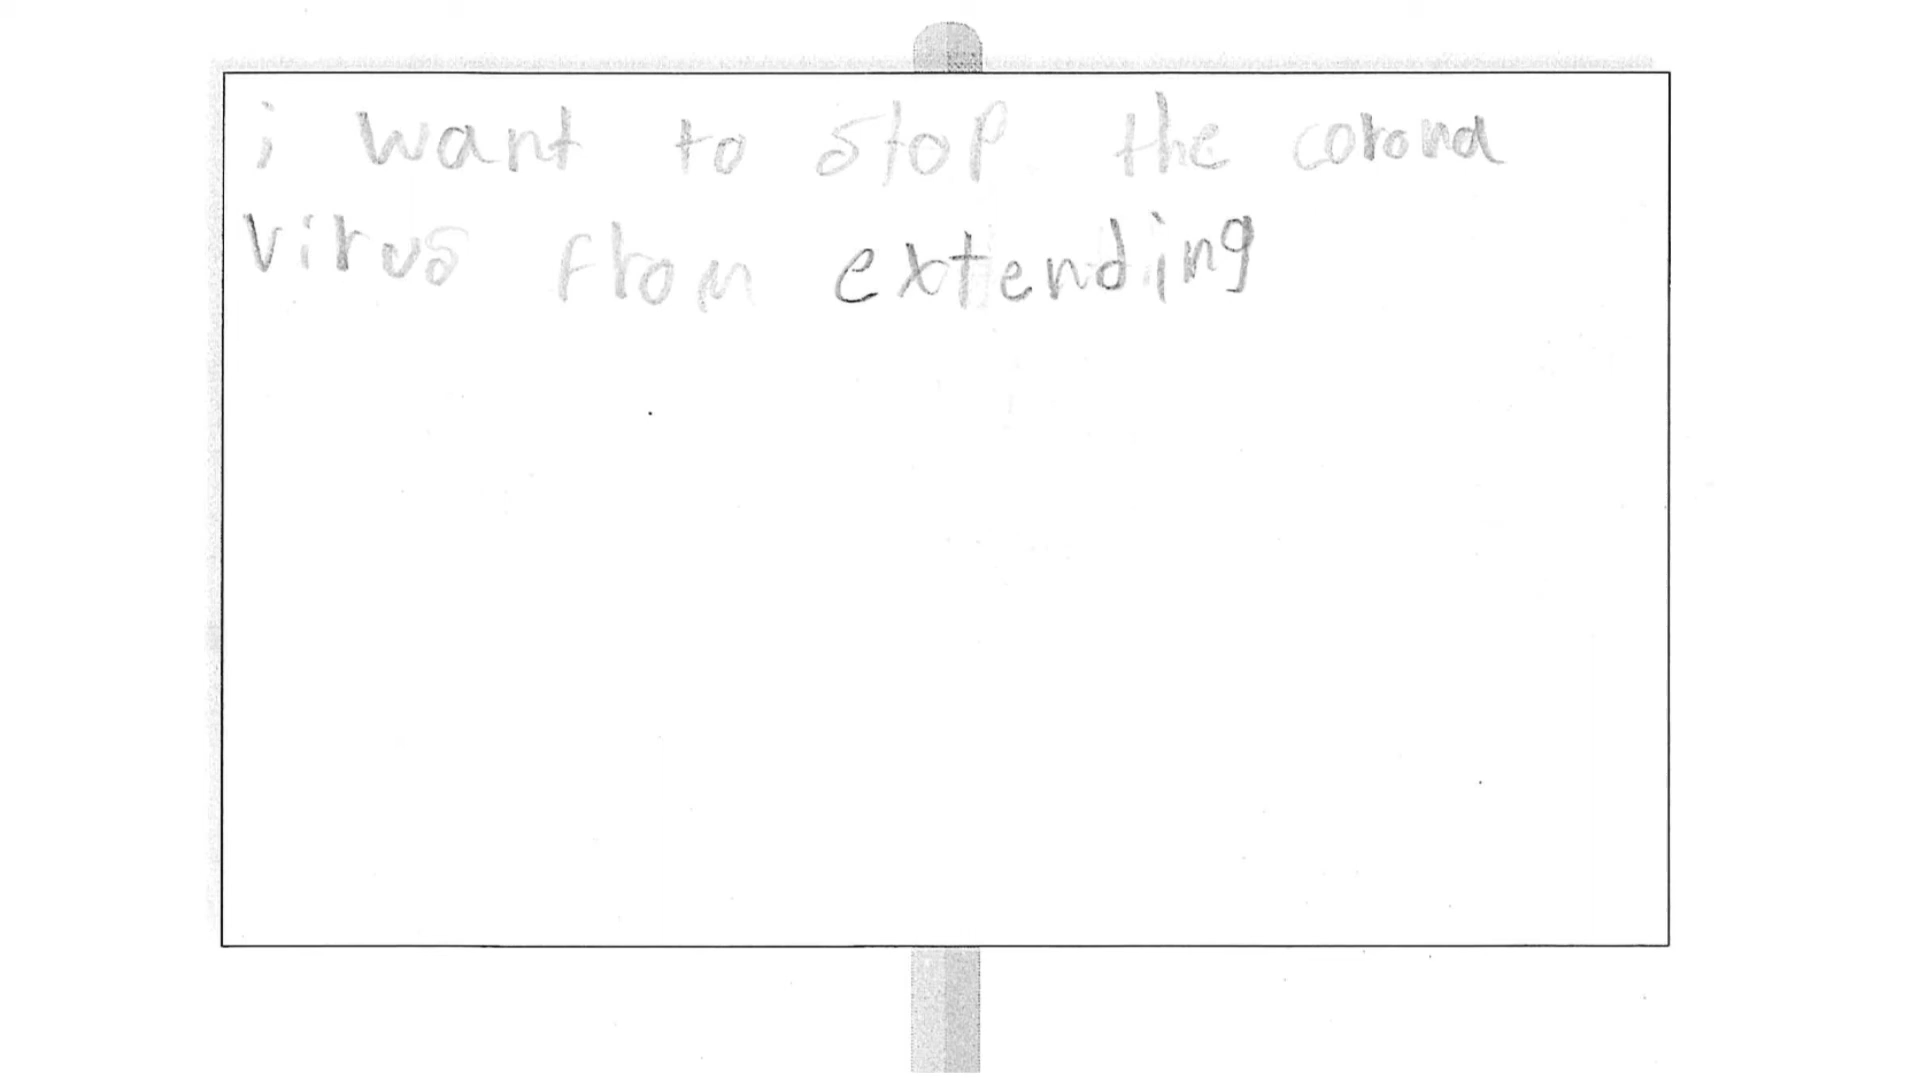 i want to stop the corona
virus from extending